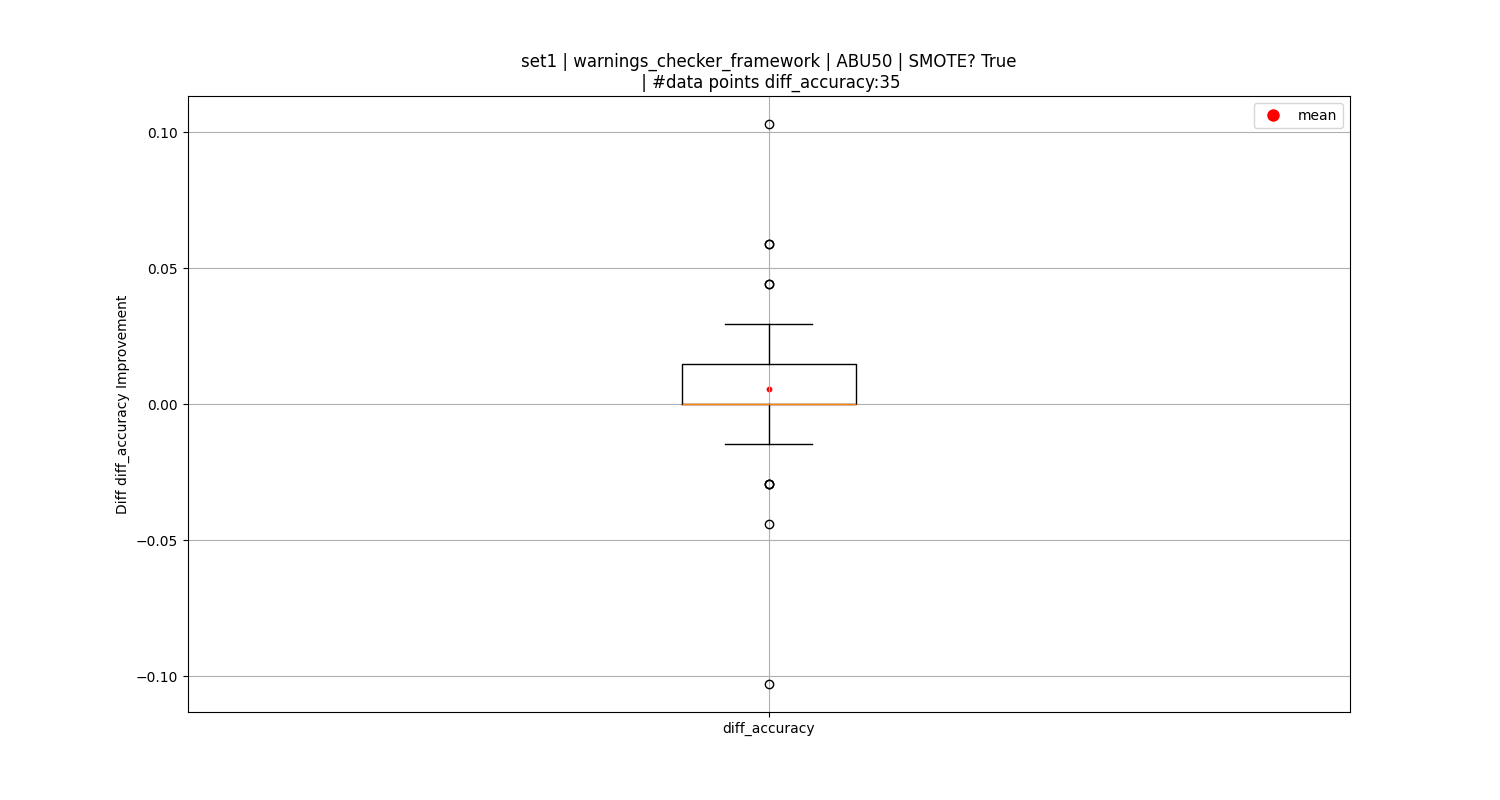 set1 | warnings_checker_framework | ABU50 | SMOTE? True
| #data points diff_accuracy:35
mean
0.10
0.05
0.00
−0.05
−0.10
Diff diff_accuracy Improvement
diff_accuracy